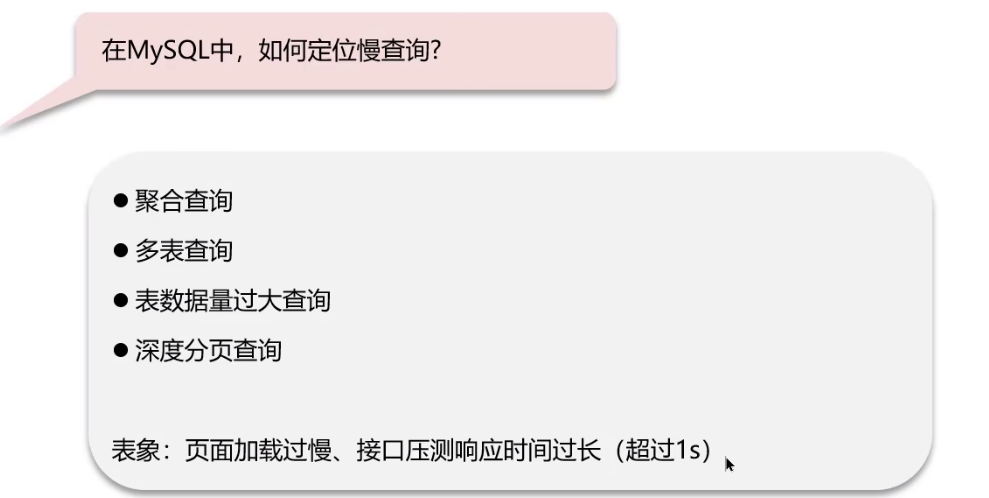 在MySQL中，如何定位慢查询?
● 聚合查询
● 多表查询
● 表数据量过大查询
● 深度分页查询
表象：页面加载过慢、接口压测响应时间过长（超过1s）